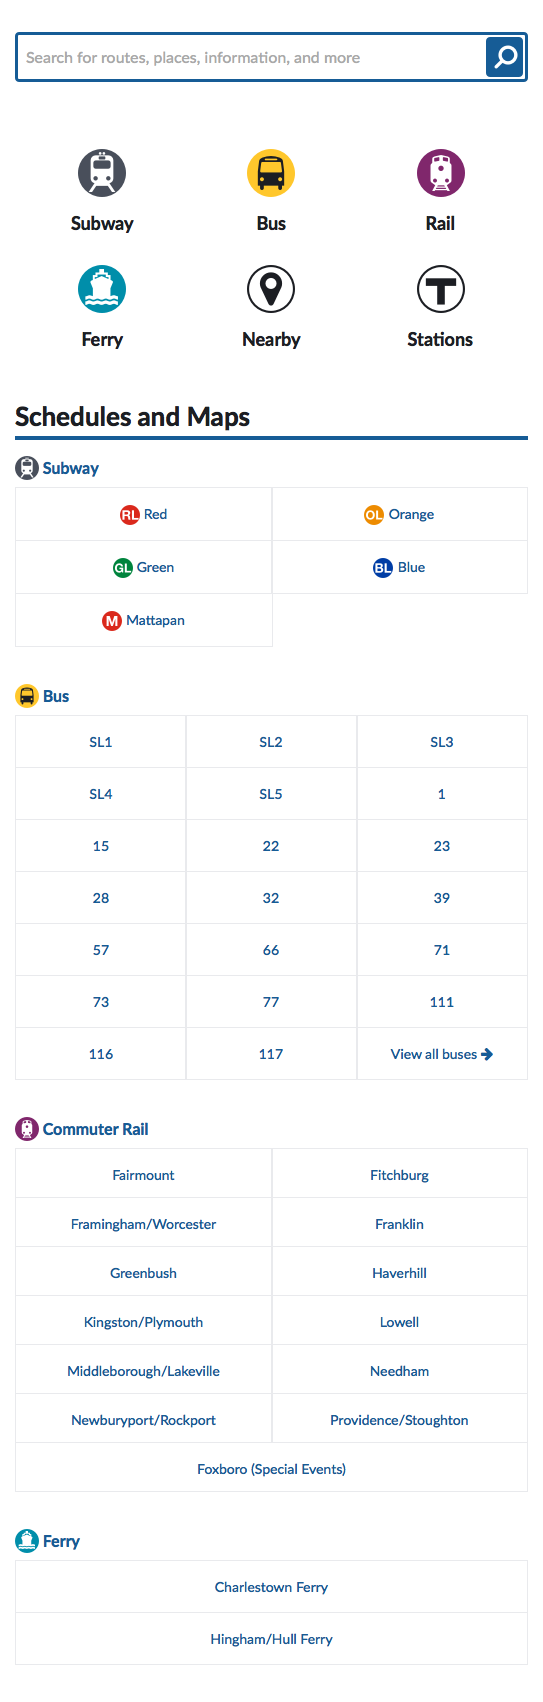 Search for routes, places, information, and more
Subway Bus Rail
Ferry Nearby Stations
Schedules and Maps
Subway
RL Red OL Orange
GL Green BL Blue
M Mattapan
Bus
SL1 SL2 SL3
SL4 SL5 1
15 22 23
28 32 39
57 66 71
73 77 111
116 117 View all buses
Commuter Rail
Fairmount Fitchburg
Framingham/Worcester Franklin
Greenbush Haverhill
Kingston/Plymouth Lowell
Middleborough/Lakeville Needham
Newburyport/Rockport Providence/Stoughton
Foxboro (Special Events)
Ferry
Charlestown Ferry
Hingham/Hull Ferry